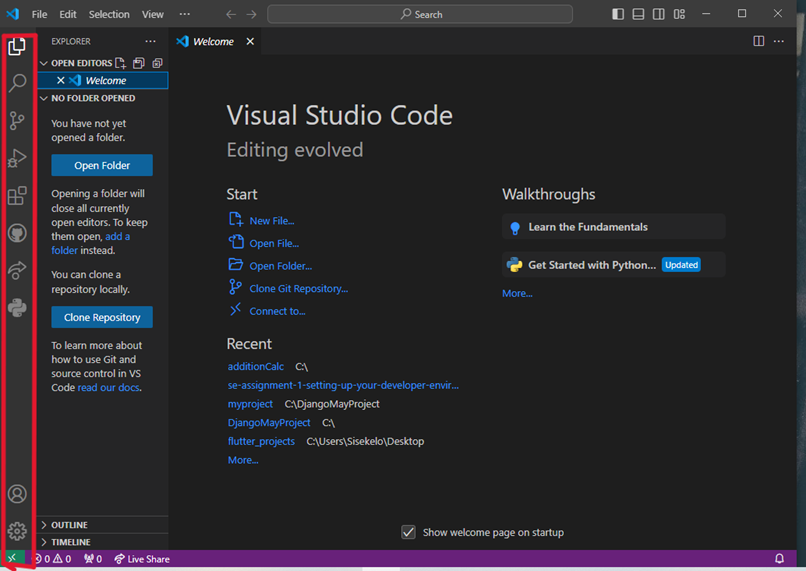 File Edit Selection View ··· Search
EXPLORER ···
Welcome
OPEN EDITORS
Welcome
NO FOLDER OPENED
You have not yet
opened a folder.
Open Folder
Opening a folder will
close all currently
open editors. To keep
them open, add a
folder instead.
You can clone a
repository locally.
Clone Repository
To learn more about
how to use Git and
source control in VS
Code read our docs.
OUTLINE
TIMELINE
Visual Studio Code
Editing evolved
Start
New File...
Open File...
Open Folder...
Clone Git Repository...
Connect to...
Recent
additionCalc C:\
se-assignment-1-setting-up-your-developer-envir...
myproject C:\DjangoMayProject
DjangoMayProject C:\
flutter_projects C:\Users\Sisekelo\Desktop
More...
Walkthroughs
Learn the Fundamentals
Get Started with Python... Updated
More...
Show welcome page on startup
0 0 0 Live Share